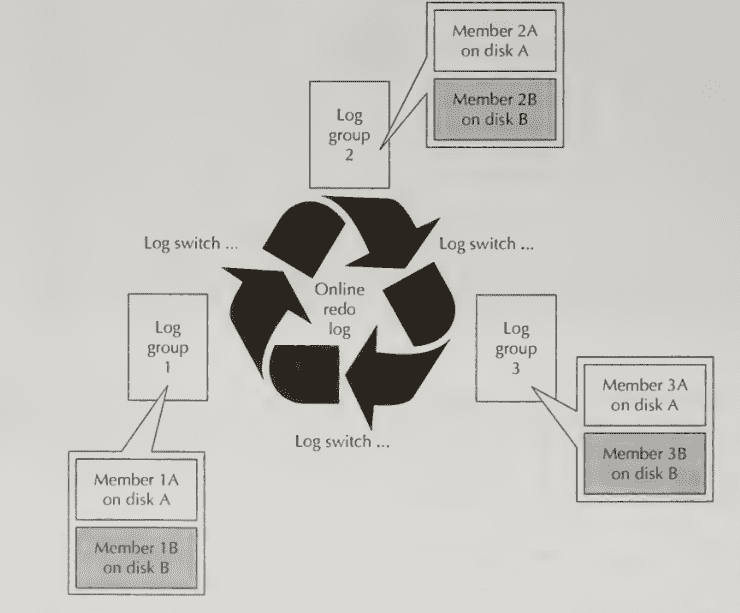 Member 2A
on disk A
Member 2B
on disk B
Log
group
2
Log switch ...
Log switch ...
Online
redo
log
Log
group
1
Log
group
3
Member 3A
on disk A
Member 3B
on disk B
Log switch ...
Member 1A
on disk A
Member 1B
on disk B